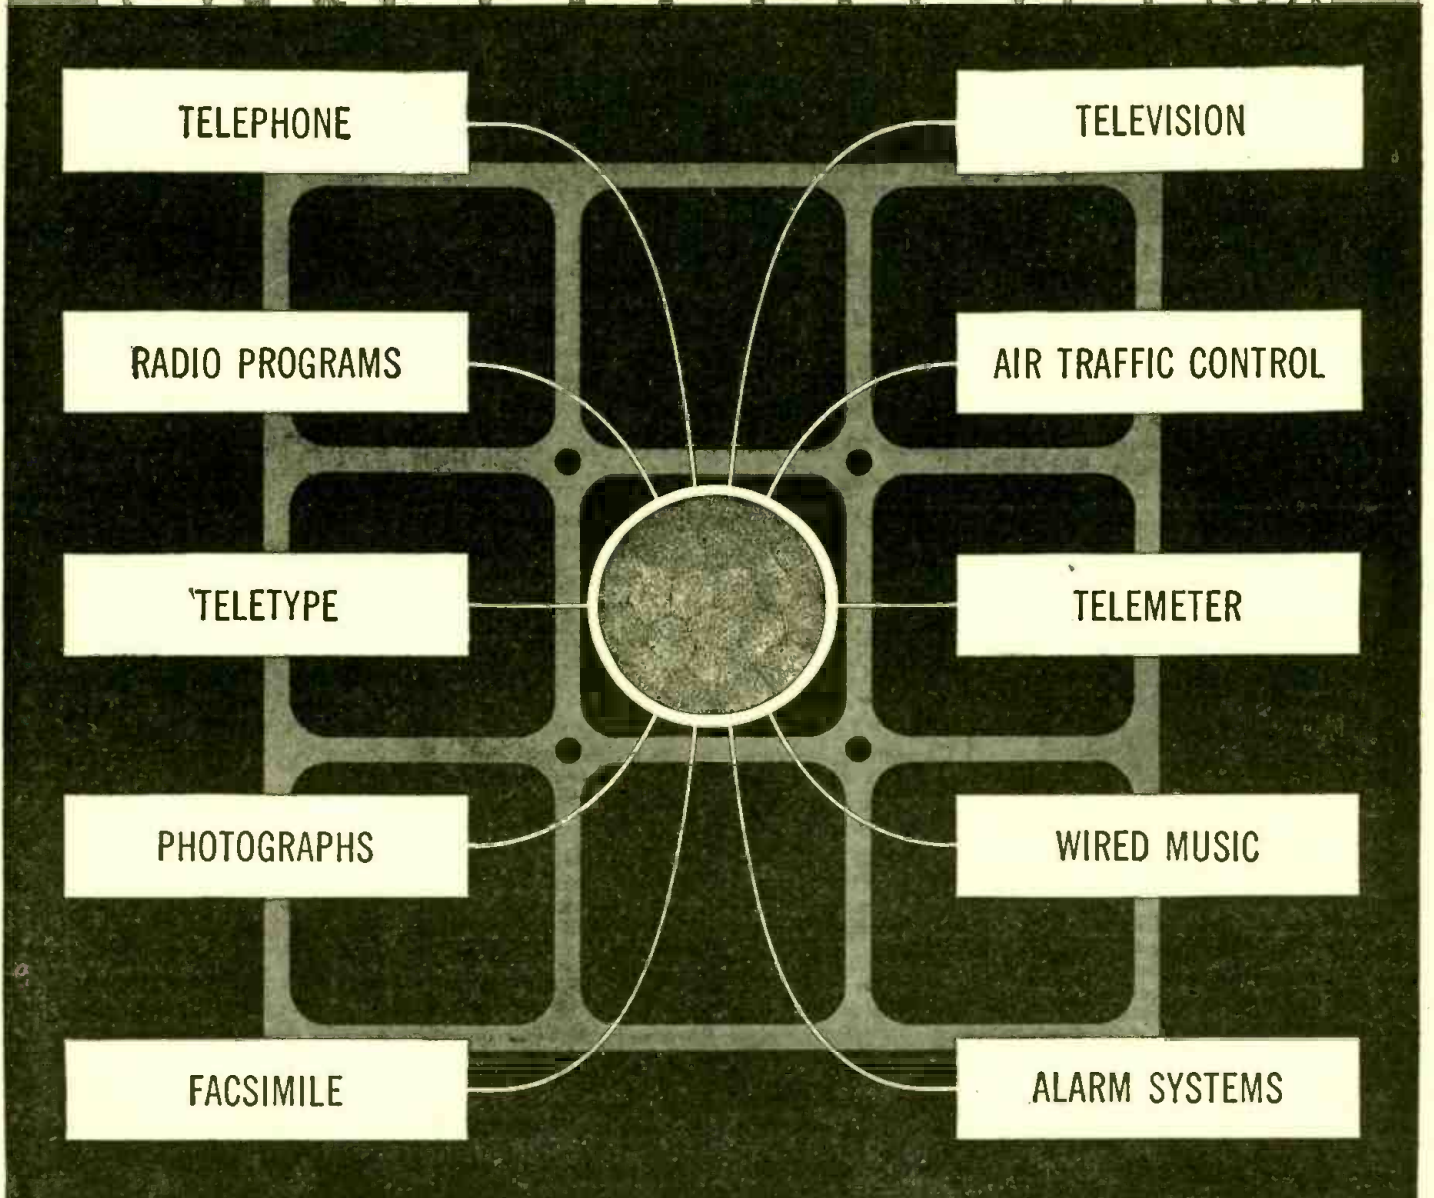 TELEPHONE
TELEVISION
RADIO PROGRAMS
AIR TRAFFIC CONTROL
TELETYPE
TELEMETER
PHOTOGRAPHS
WIRED MUSIC
FACSIMILE
ALARM SYSTEMS